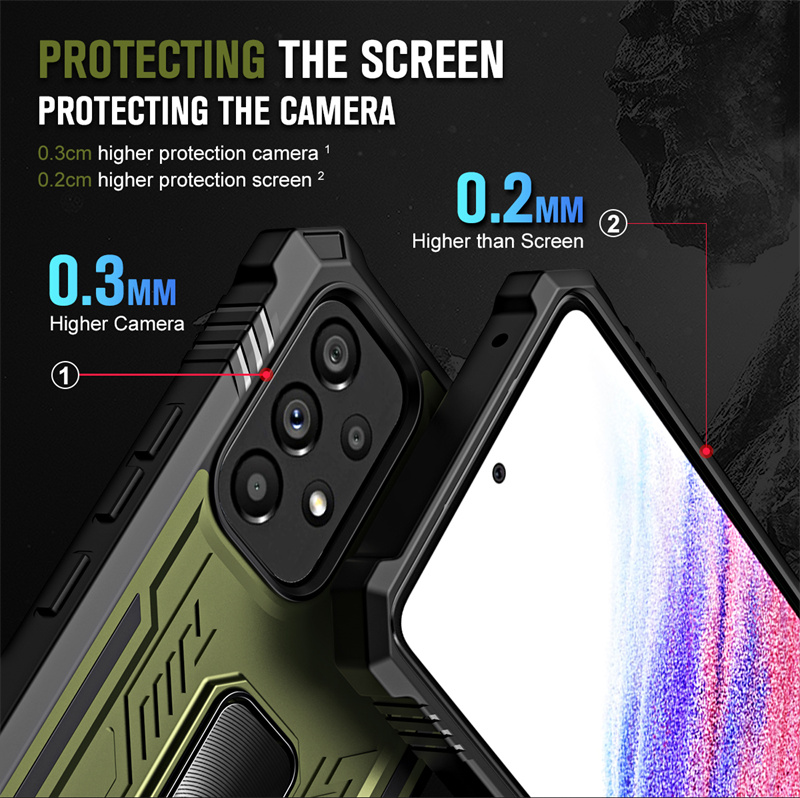 PROTECTING THE SCREEN
PROTECTING THE CAMERA
0.3cm higher protection camera 1
0.2cm higher protection screen 2
0.2MM
Higher than Screen
②
0.3MM
Higher Camera
①